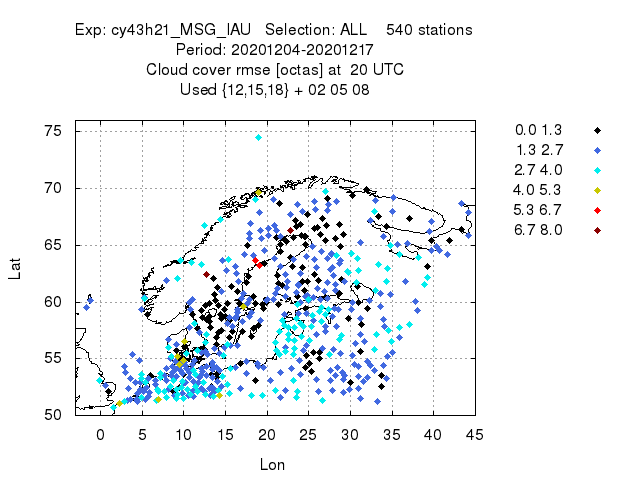 Exp: cy43h21_MSG_IAU Selection: ALL 540 stations
Period: 20201204-20201217
Cloud cover rmse [octas] at 20 UTC
Used {12,15,18} + 02 05 08
75
70
65
60
55
50
Lat
0 5 10 15 20 25 30 35 40 45
Lon
0.0 1.3
1.3 2.7
2.7 4.0
4.0 5.3
5.3 6.7
6.7 8.0